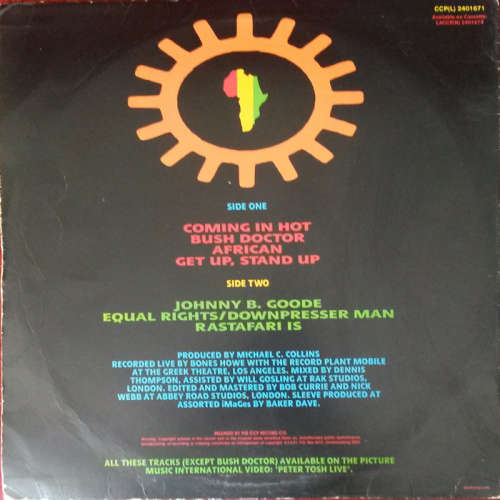 CCP(L) 2401671
Available as Cassette:
SIDE ONE
COMING IN HOT
BUSH DOCTOR
AFRICAN
GET UP, STAND UP
SIDE TWO
JOHNNY B. GOODE
EQUAL RIGHTS/DOWNPRESSER MAN
RASTAFARI IS
PRODUCED BY MICHAEL C. COLLINS
RECORDED LIVE BY BONES HOWE WITH THE RECORD PLANT MOBILE
AT THE GREEK THEATRE, LOS ANGELES. MIXED BY DENNIS
THOMPSON, ASSISTED BY WILL GOSLING AT RAK STUDIOS,
LONDON. EDITED AND MASTERED BY BOB CURRIE AND NICK
WEBB AT ABBEY ROAD STUDIOS, LONDON. SLEEVE PRODUCED AT
ASSORTED iMaGes BY BAKER DAVE.
ALL THESE TRACKS (EXCEPT BUSH DOCTOR) AVAILABLE ON THE PICTURE
MUSIC INTERNATIONAL VIDEO: 'PETER TOSH LIVE'.